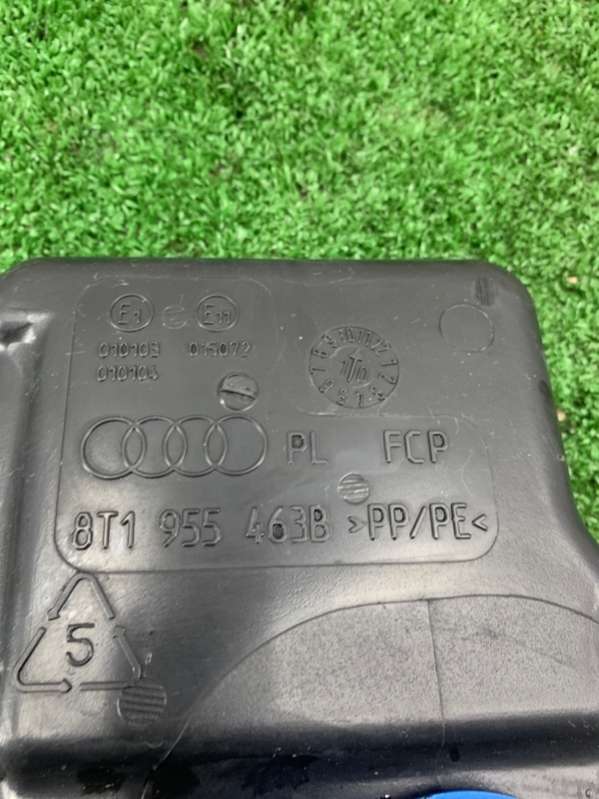 E1 e E11
010103 015072
010104
PL FCP
8T1 955 463B >PP/PE<
5